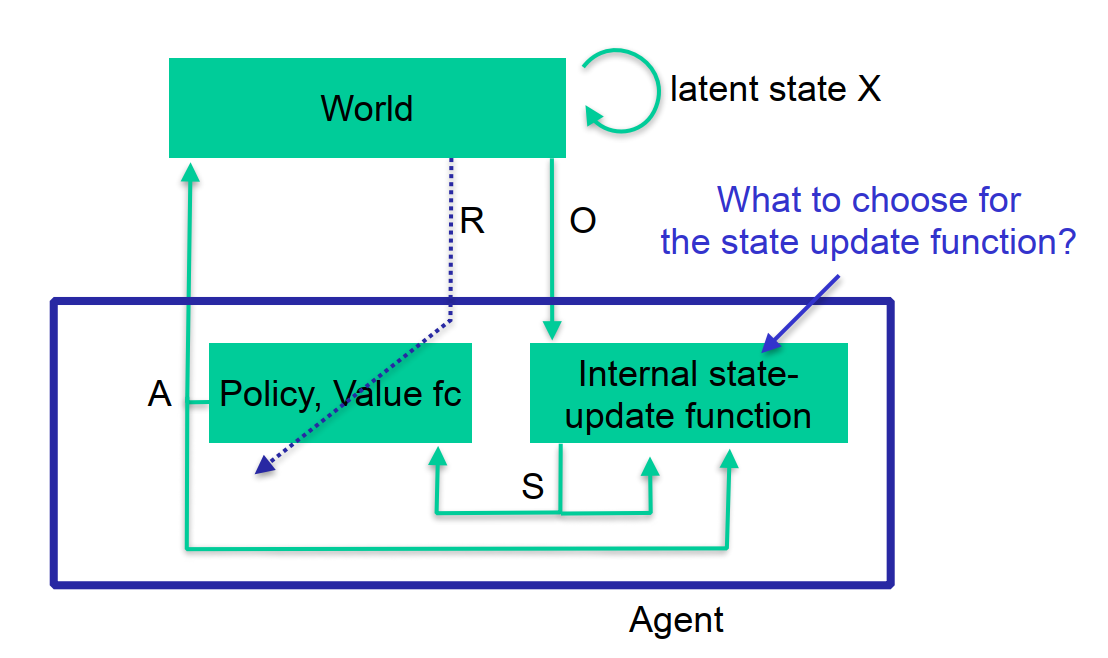 World
latent state X
What to choose for
the state update function?
R
O
A
Policy, Value fc
Internal state-
update function
S
Agent